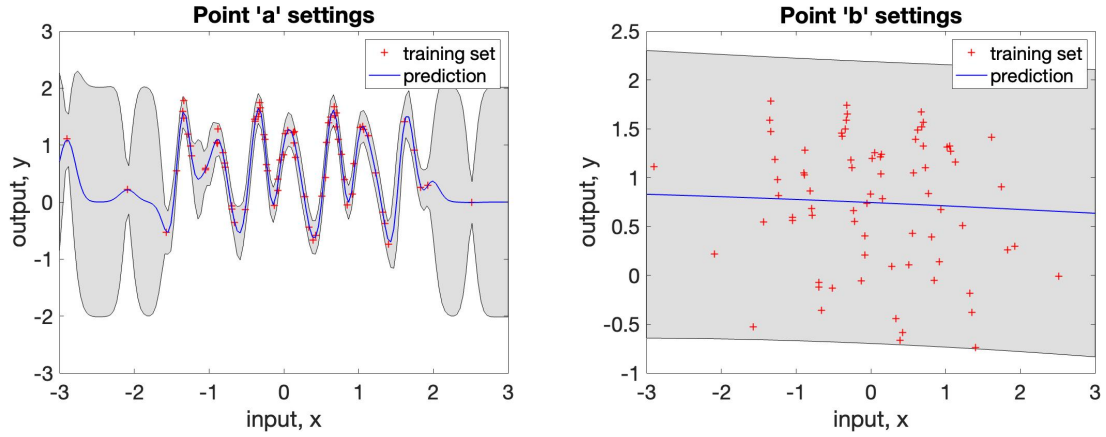 Point 'a' settings
3
2
1
0
-1
-2
-3
-3
-2
-1
0
1
2
3
output, y
input, x
training set
prediction
Point 'b' settings
2.5
2
1.5
1
0.5
0
-0.5
-1
-3
-2
-1
0
1
2
3
output, y
input, x
training set
prediction